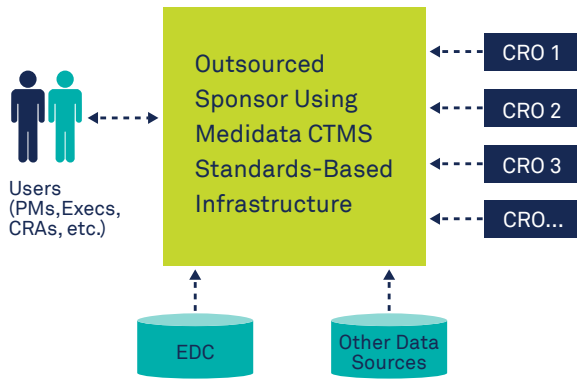 Outsourced
Sponsor Using
Medidata CTMS
Standards-Based
Infrastructure
CRO 1
CRO 2
CRO 3
CRO...
Users
(PMs,Execs,
CRAs, etc.)
EDC
Other Data
Sources